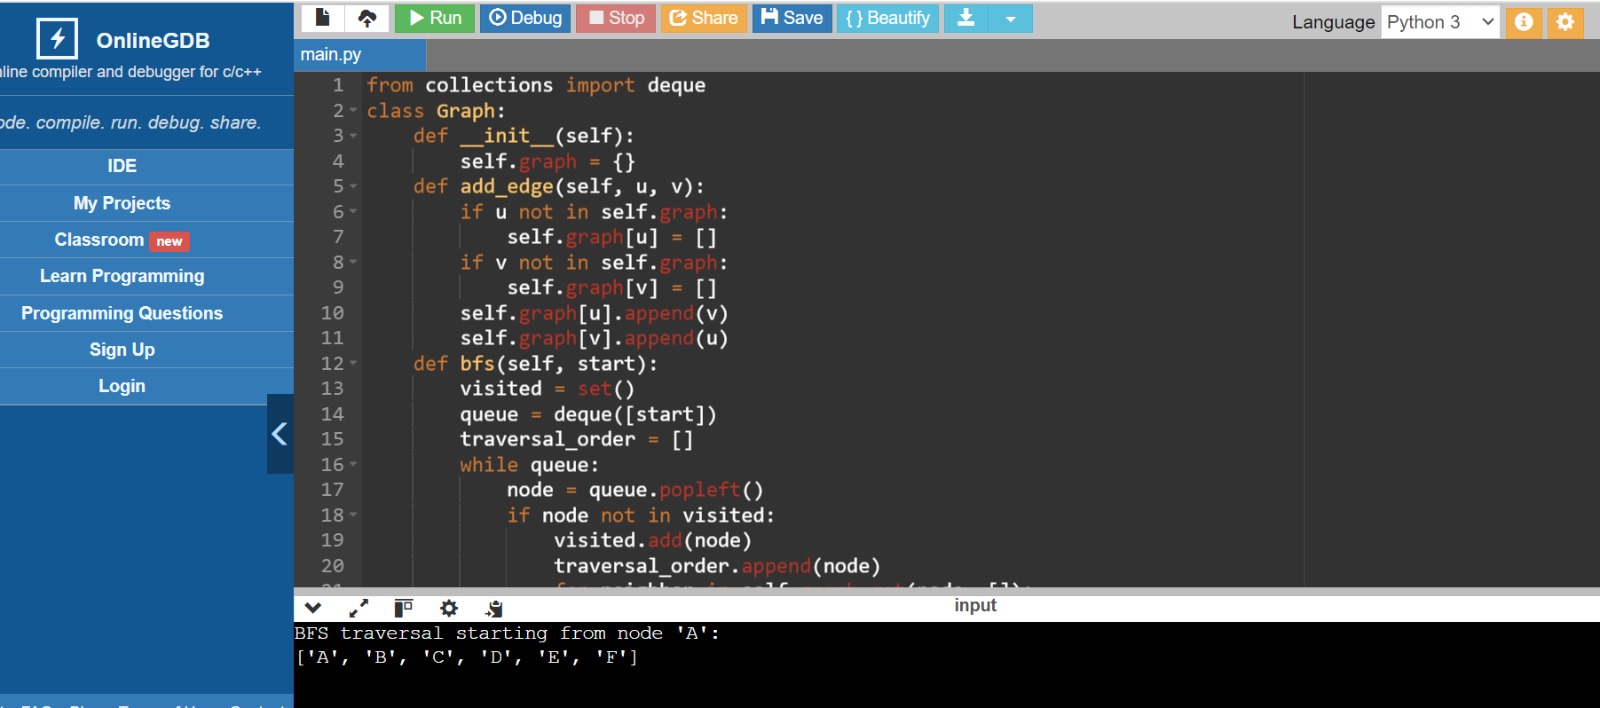 OnlineGDB
line compiler and debugger for c/c++
ode. compile. run. debug. share.
IDE
My Projects
Classroom new
Learn Programming
Programming Questions
Sign Up
Login
Run Debug Stop Share Save {} Beautify
Language Python 3
main.py
1 from collections import deque
2 class Graph:
3 def __init__(self):
4 self.graph = {}
5 def add_edge(self, u, v):
6 if u not in self.graph:
7 self.graph[u] = []
8 if v not in self.graph:
9 self.graph[v] = []
10 self.graph[u].append(v)
11 self.graph[v].append(u)
12 def bfs(self, start):
13 visited = set()
14 queue = deque([start])
15 traversal_order = []
16 while queue:
17 node = queue.popleft()
18 if node not in visited:
19 visited.add(node)
20 traversal_order.append(node)
input
BFS traversal starting from node 'A':
['A', 'B', 'C', 'D', 'E', 'F']